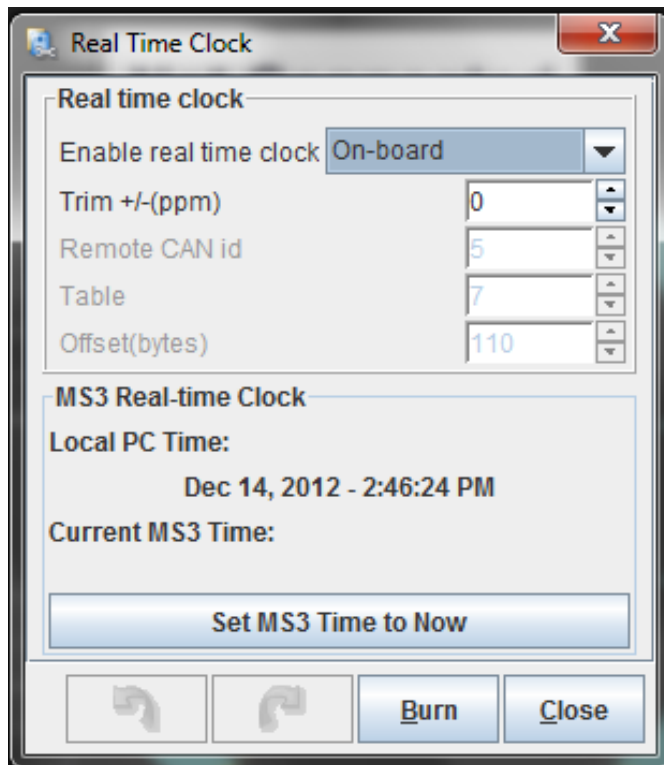 Real Time Clock
Real time clock
Enable real time clock On-board
Trim +/-(ppm) 0
Remote CAN id 5
Table 7
Offset(bytes) 110
MS3 Real-time Clock
Local PC Time:
Dec 14, 2012 - 2:46:24 PM
Current MS3 Time:
Set MS3 Time to Now
Burn Close